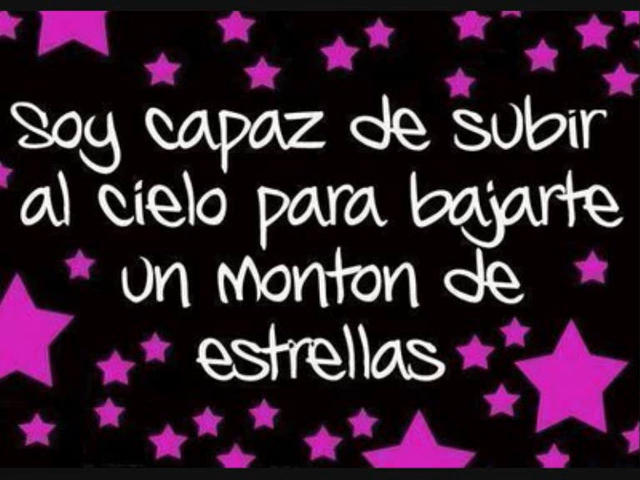 Soy capaz de subir
al cielo para bajarte
un monton de
estrellas